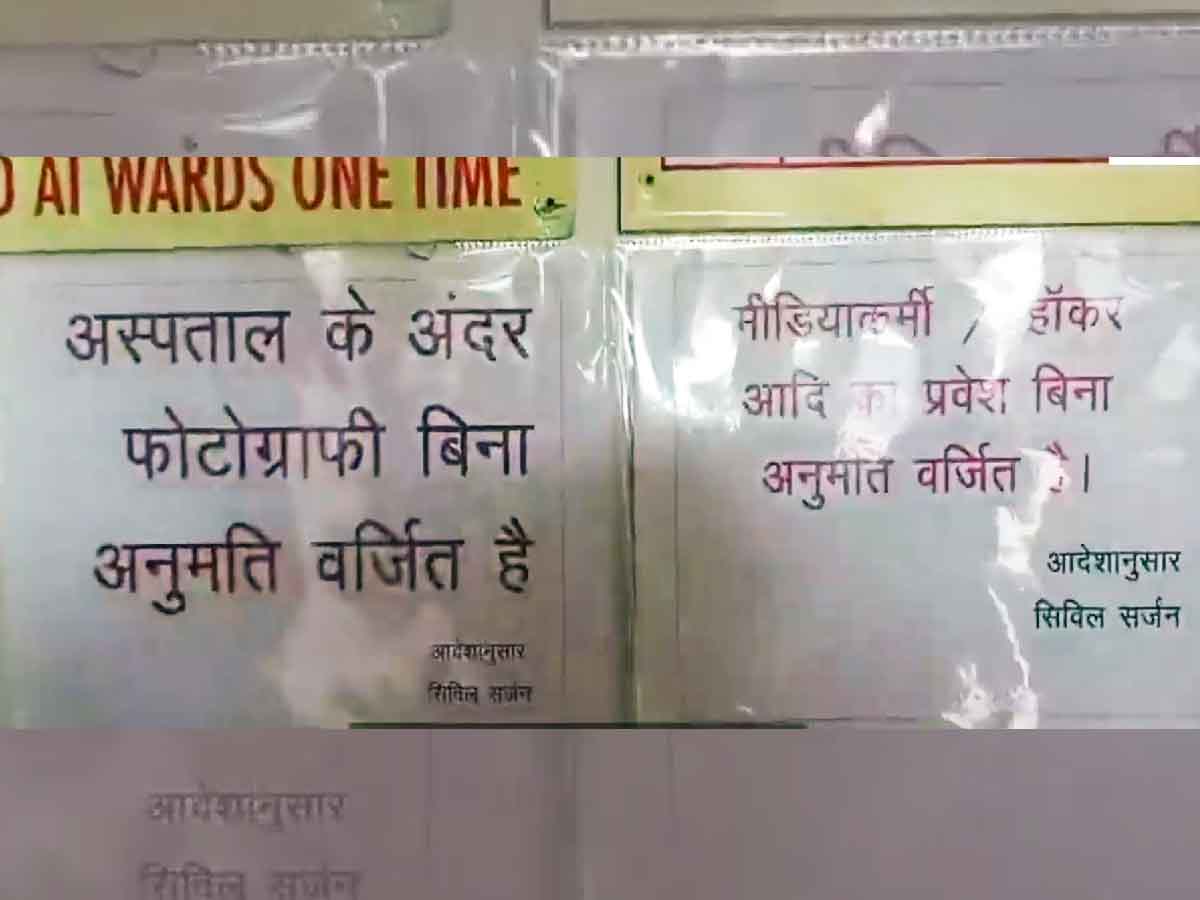 AT WARDS ONE TIME
अस्पताल के अंदर
फोटोग्राफी बिना
अनुमति वर्जित है
आदेशानुसार
सिविल सर्जन
मीडियाकर्मी / हॉकर
आदि का प्रवेश बिना
अनुमति वर्जित है।
आदेशानुसार
सिविल सर्जन
आदेशानुसार
सिविल सर्जन